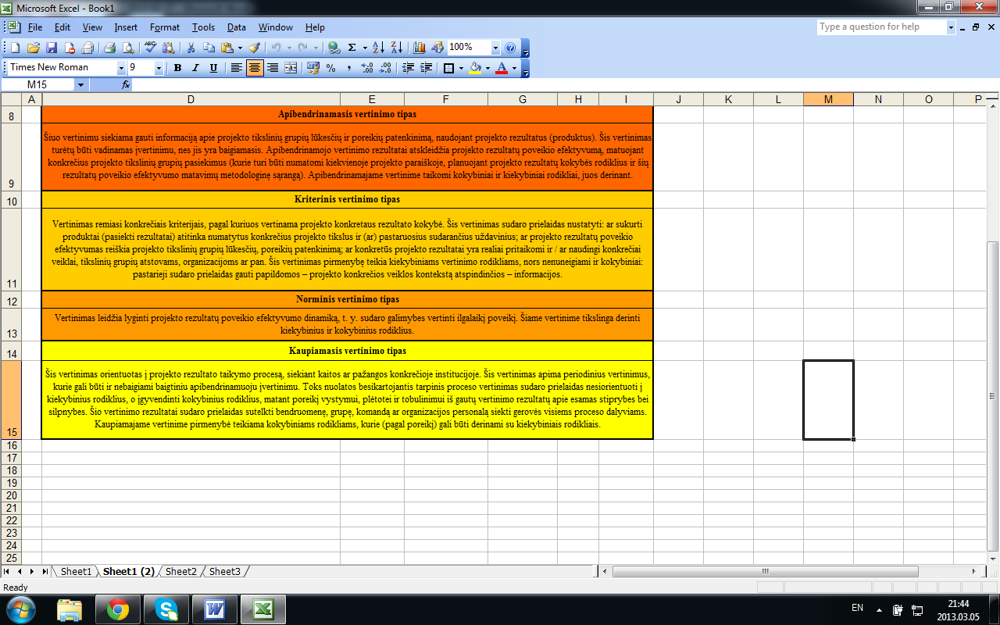 Microsoft Excel - Book1
File Edit View Insert Format Tools Data Window Help
Type a question for help
100%
Times New Roman 9 B I U
M15 fx
A D E F G H I J K L M N O P
8 Apibendrinamasis vertinimo tipas
Šiuo vertinimu siekiama gauti informaciją apie projekto tikslinių grupių lūkesčių ir poreikių patenkinimą, naudojant projekto rezultatus (produktus). Šis vertinimas
turėtų būti vadinamas įvertinimu, nes jis yra baigiamasis. Apibendrinamojo vertinimo rezultatai atskleidžia projekto rezultatų poveikio efektyvumą, matuojant
konkrečius projekto tikslinių grupių pasiekimus (kurie turi būti numatomi kiekvienoje projekto paraiškoje, planuojant projekto rezultatų kokybės rodiklius ir šių
rezultatų poveikio efektyvumo matavimų metodologinę sąrangą). Apibendrinamajame vertinime taikomi kokybiniai ir kiekybiniai rodikliai, juos derinant.
9
10 Kriterinis vertinimo tipas
Vertinimas remiasi konkrečiais kriterijais, pagal kuriuos vertinama projekto konkretaus rezultato kokybė. Šis vertinimas sudaro prielaidas nustatyti: ar sukurti
produktai (pasiekti rezultatai) atitinka numatytus konkrečius projekto tikslus ir (ar) pastaruosius sudarančius uždavinius; ar projekto rezultatų poveikio
efektyvumas reiškia projekto tikslinių grupių lūkesčių, poreikių patenkinimą; ar konkretūs projekto rezultatai yra realiai pritaikomi ir / ar naudingi konkrečiai
veiklai, tikslinių grupių atstovams, organizacijoms ar pan. Šis vertinimas pirmenybę teikia kiekybiniams vertinimo rodikliams, nors nenuneigiami ir kokybiniai:
pastarieji sudaro prielaidas gauti papildomos – projekto konkrečios veiklos kontekstą atspindinčios – informacijos.
11
12 Norminis vertinimo tipas
Vertinimas leidžia lyginti projekto rezultatų poveikio efektyvumo dinamiką, t. y. sudaro galimybes vertinti ilgalaikį poveikį. Šiame vertinime tikslinga derinti
kiekybinius ir kokybinius rodiklius.
13
14 Kaupiamasis vertinimo tipas
Šis vertinimas orientuotas į projekto rezultato taikymo procesą, siekiant kaitos ar pažangos konkrečioje institucijoje. Šis vertinimas apima periodinius vertinimus,
kurie gali būti ir nebaigiami baigtiniu apibendrinamuoju įvertinimu. Toks nuolatos besikartojantis tarpinis proceso vertinimas sudaro prielaidas nesiorientuoti į
kiekybinius rodiklius, o įgyvendinti kokybinius rodiklius, matant poreikį vystymui, plėtotei ir tobulinimui iš gautų vertinimo rezultatų apie esamas stiprybes bei
silpnybes. Šio vertinimo rezultatai sudaro prielaidas sutelkti bendruomenę, grupę, komandą ar organizacijos personalą siekti gerovės visiems proceso dalyviams.
Kaupiamajame vertinime pirmenybė teikiama kokybiniams rodikliams, kurie (pagal poreikį) gali būti derinami su kiekybiniais rodikliais.
15
16
17
18
19
20
21
22
23
24
25
Sheet1 Sheet1 (2) Sheet2 Sheet3
Ready
EN 21:44
2013.03.05